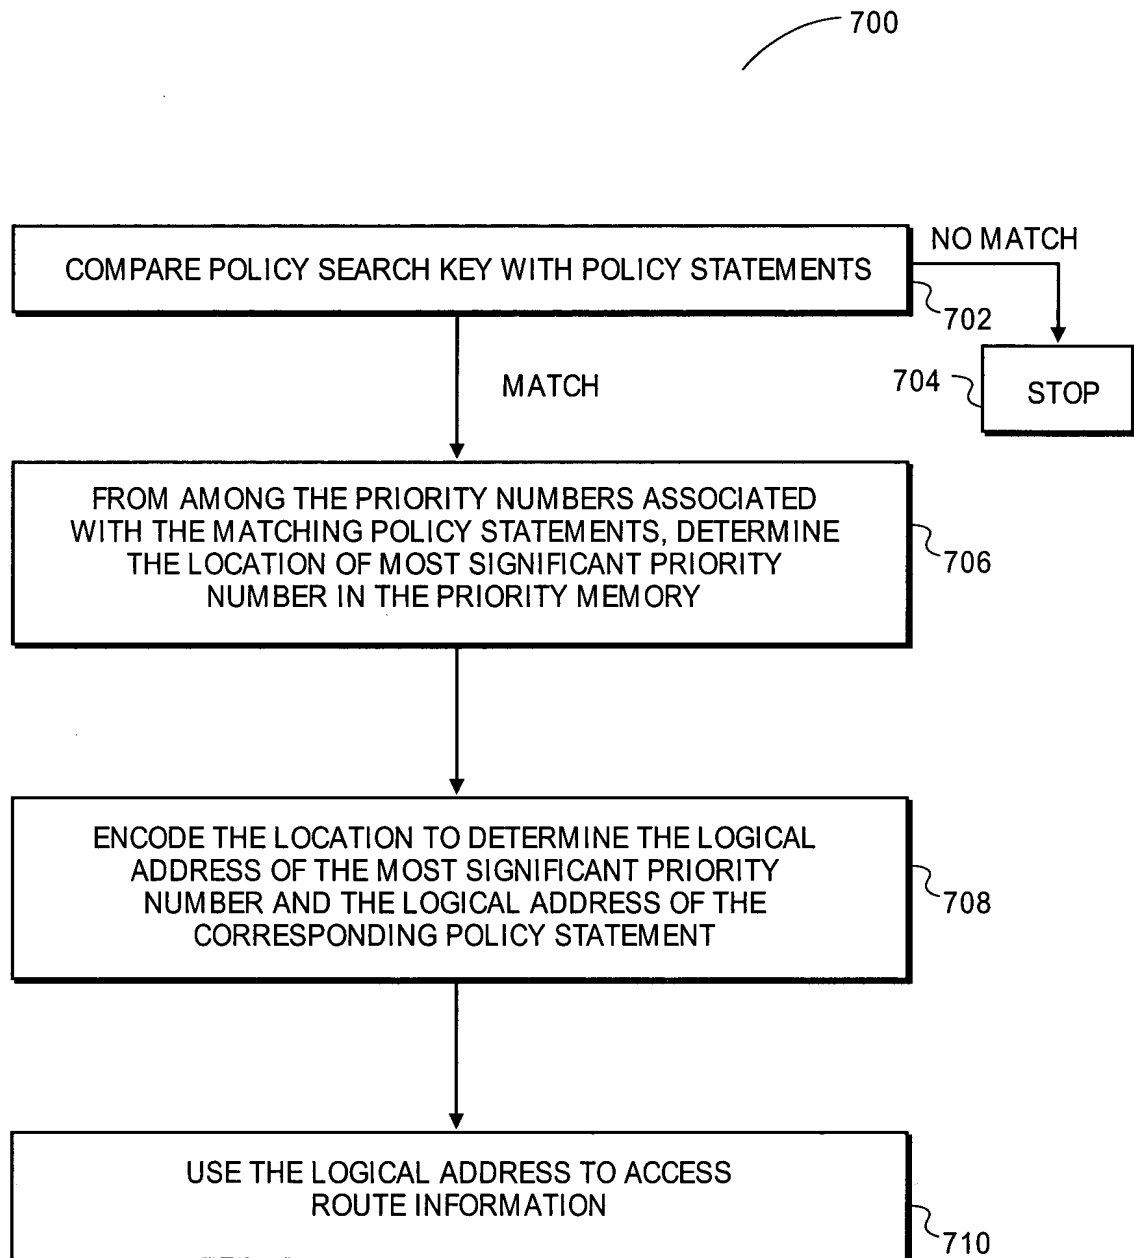 700
COMPARE POLICY SEARCH KEY WITH POLICY STATEMENTS
NO MATCH
702
704
STOP
MATCH
FROM AMONG THE PRIORITY NUMBERS ASSOCIATED
WITH THE MATCHING POLICY STATEMENTS, DETERMINE
THE LOCATION OF MOST SIGNIFICANT PRIORITY
NUMBER IN THE PRIORITY MEMORY
706
ENCODE THE LOCATION TO DETERMINE THE LOGICAL
ADDRESS OF THE MOST SIGNIFICANT PRIORITY
NUMBER AND THE LOGICAL ADDRESS OF THE
CORRESPONDING POLICY STATEMENT
708
USE THE LOGICAL ADDRESS TO ACCESS
ROUTE INFORMATION
710